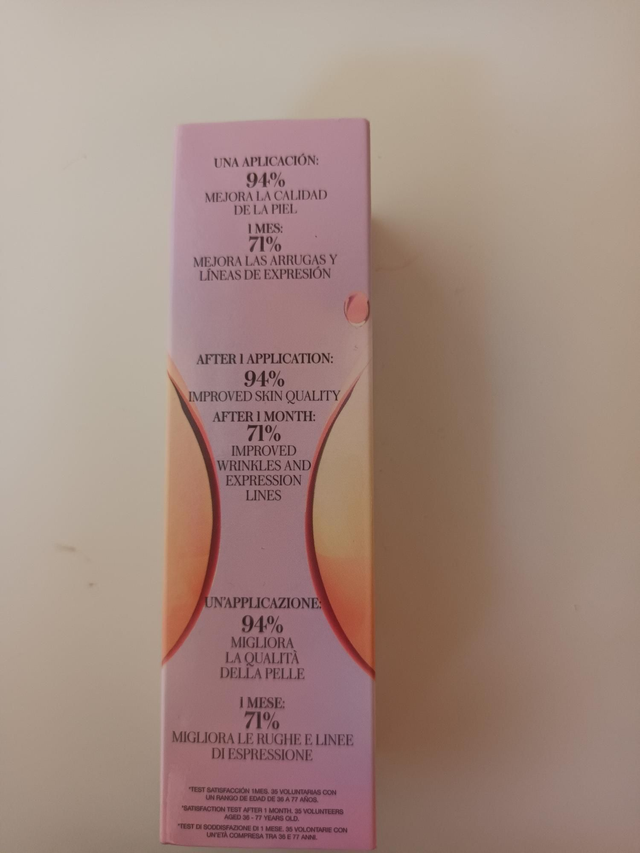 UNA APLICACIÓN:
94%
MEJORA LA CALIDAD
DE LA PIEL
1 MES:
71%
MEJORA LAS ARRUGAS Y
LÍNEAS DE EXPRESIÓN
AFTER 1 APPLICATION:
94%
IMPROVED SKIN QUALITY
AFTER 1 MONTH:
71%
IMPROVED
WRINKLES AND
EXPRESSION
LINES
UN'APPLICAZIONE:
94%
MIGLIORA
LA QUALITÀ
DELLA PELLE
1 MESE:
71%
MIGLIORA LE RUGHE E LINEE
DI ESPRESSIONE
*TEST SATISFACCIÓN 1MES. 35 VOLUNTARIAS CON
UN RANGO DE EDAD DE 36 A 77 AÑOS.
*SATISFACTION TEST AFTER 1 MONTH. 35 VOLUNTEERS
AGED 36 - 77 YEARS OLD.
*TEST DI SODDISFAZIONE DI 1 MESE. 35 VOLONTARIE CON
UN'ETÀ COMPRESA TRA 36 E 77 ANNI.